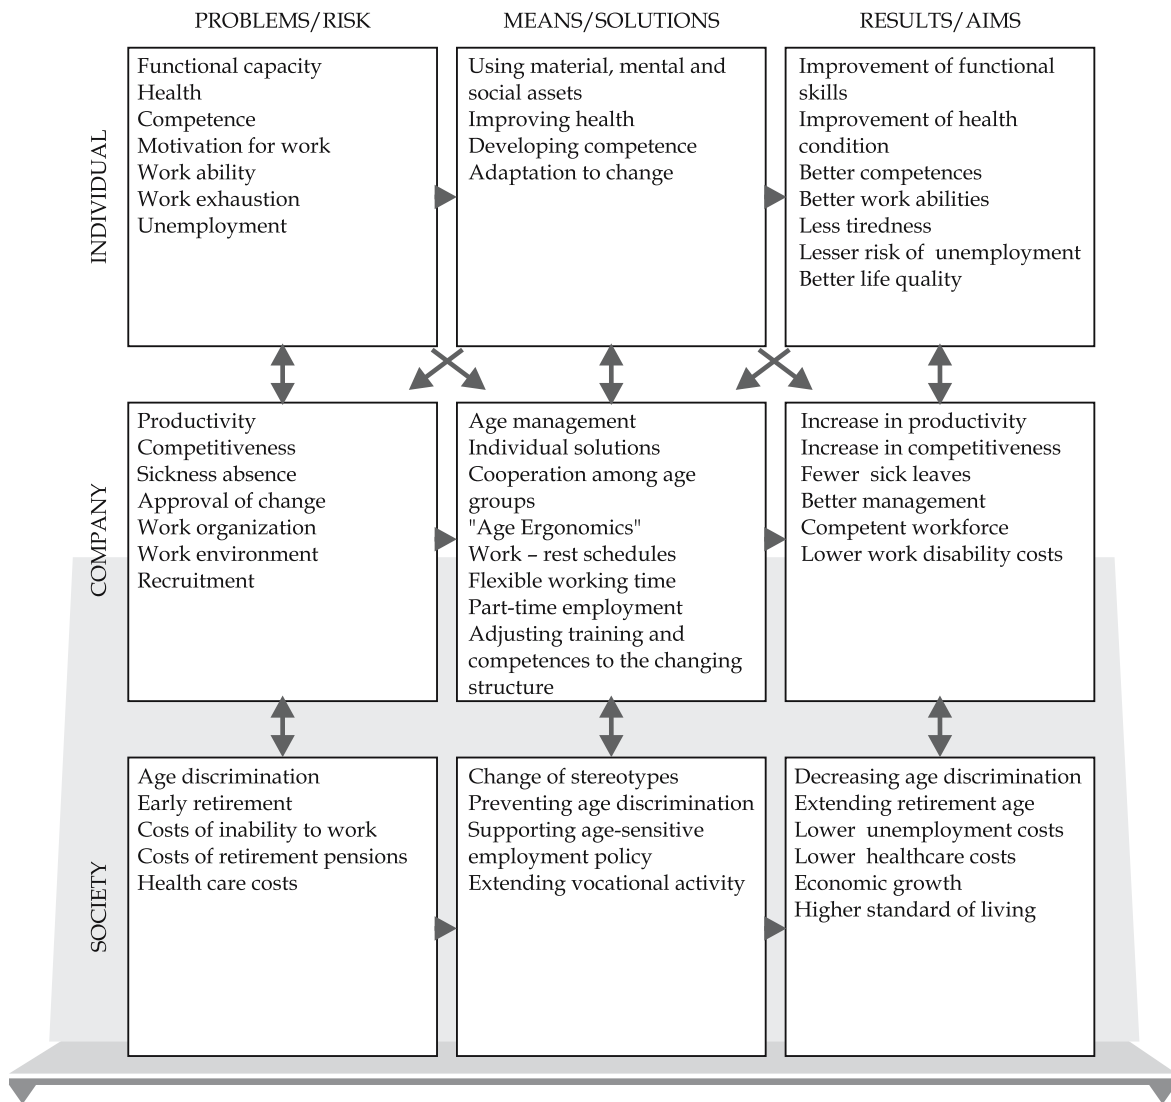 PROBLEMS/RISK
MEANS/SOLUTIONS
RESULTS/AIMS
INDIVIDUAL
Functional capacity
Health
Competence
Motivation for work
Work ability
Work exhaustion
Unemployment
Using material, mental and
social assets
Improving health
Developing competence
Adaptation to change
Improvement of functional
skills
Improvement of health
condition
Better competences
Better work abilities
Less tiredness
Lesser risk of unemployment
Better life quality
COMPANY
Productivity
Competitiveness
Sickness absence
Approval of change
Work organization
Work environment
Recruitment
Age management
Individual solutions
Cooperation among age
groups
"Age Ergonomics"
Work – rest schedules
Flexible working time
Part-time employment
Adjusting training and
competences to the changing
structure
Increase in productivity
Increase in competitiveness
Fewer sick leaves
Better management
Competent workforce
Lower work disability costs
SOCIETY
Age discrimination
Early retirement
Costs of inability to work
Costs of retirement pensions
Health care costs
Change of stereotypes
Preventing age discrimination
Supporting age-sensitive
employment policy
Extending vocational activity
Decreasing age discrimination
Extending retirement age
Lower unemployment costs
Lower healthcare costs
Economic growth
Higher standard of living